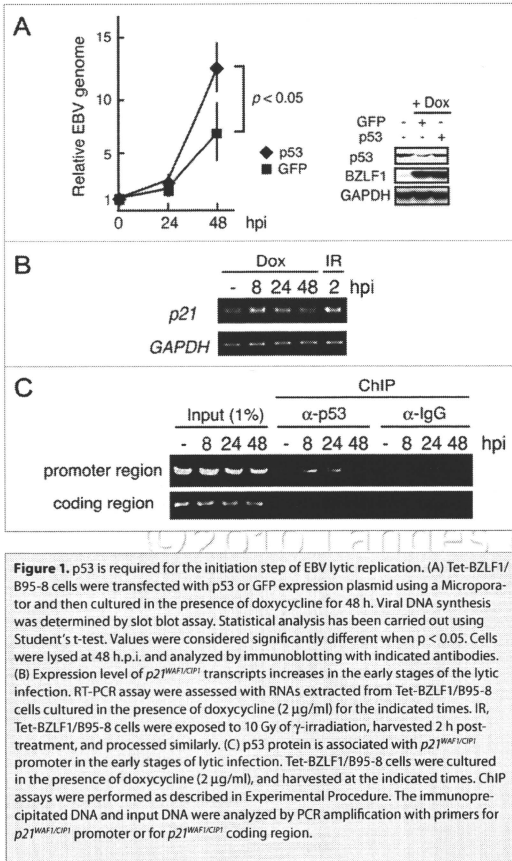 A
15
10
5
1
Relative EBV genome
0 24 48 hpi
p < 0.05
p53
GFP
+ Dox
GFP - + -
p53 - - +
p53
BZLF1
GAPDH
B
Dox IR
- 8 24 48 2 hpi
p21
GAPDH
C
ChIP
Input (1%) α-p53 α-IgG
- 8 24 48 - 8 24 48 - 8 24 48 hpi
promoter region
coding region
©2010 Landes
Figure 1. p53 is required for the initiation step of EBV lytic replication. (A) Tet-BZLF1/
B95-8 cells were transfected with p53 or GFP expression plasmid using a Micropora-
tor and then cultured in the presence of doxycycline for 48 h. Viral DNA synthesis
was determined by slot blot assay. Statistical analysis has been carried out using
Student's t-test. Values were considered significantly different when p < 0.05. Cells
were lysed at 48 h.p.i. and analyzed by immunoblotting with indicated antibodies.
(B) Expression level of p21WAF1/CIP1 transcripts increases in the early stages of the lytic
infection. RT-PCR assay were assessed with RNAs extracted from Tet-BZLF1/B95-8
cells cultured in the presence of doxycycline (2 μg/ml) for the indicated times. IR,
Tet-BZLF1/B95-8 cells were exposed to 10 Gy of γ-irradiation, harvested 2 h post-
treatment, and processed similarly. (C) p53 protein is associated with p21WAF1/CIP1
promoter in the early stages of lytic infection. Tet-BZLF1/B95-8 cells were cultured
in the presence of doxycycline (2 μg/ml), and harvested at the indicated times. ChIP
assays were performed as described in Experimental Procedure. The immunopre-
cipitated DNA and input DNA were analyzed by PCR amplification with primers for
p21WAF1/CIP1 promoter or for p21WAF1/CIP1 coding region.